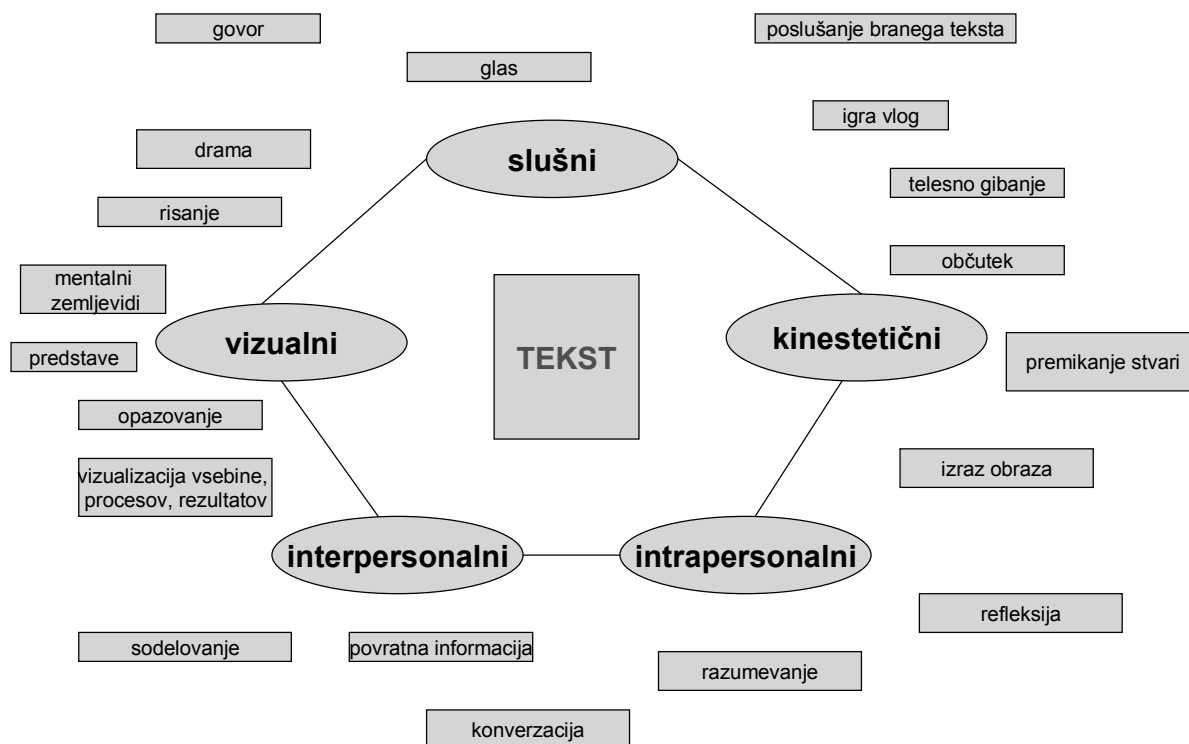 govor
poslušanje branega teksta
glas
igra vlog
drama
slušni
telesno gibanje
risanje
občutek
mentalni
zemljevidi
vizualni
TEKST
kinestetični
predstave
premikanje stvari
opazovanje
vizualizacija vsebine,
procesov, rezultatov
izraz obraza
interpersonalni
intrapersonalni
refleksija
sodelovanje
povratna informacija
razumevanje
konverzacija